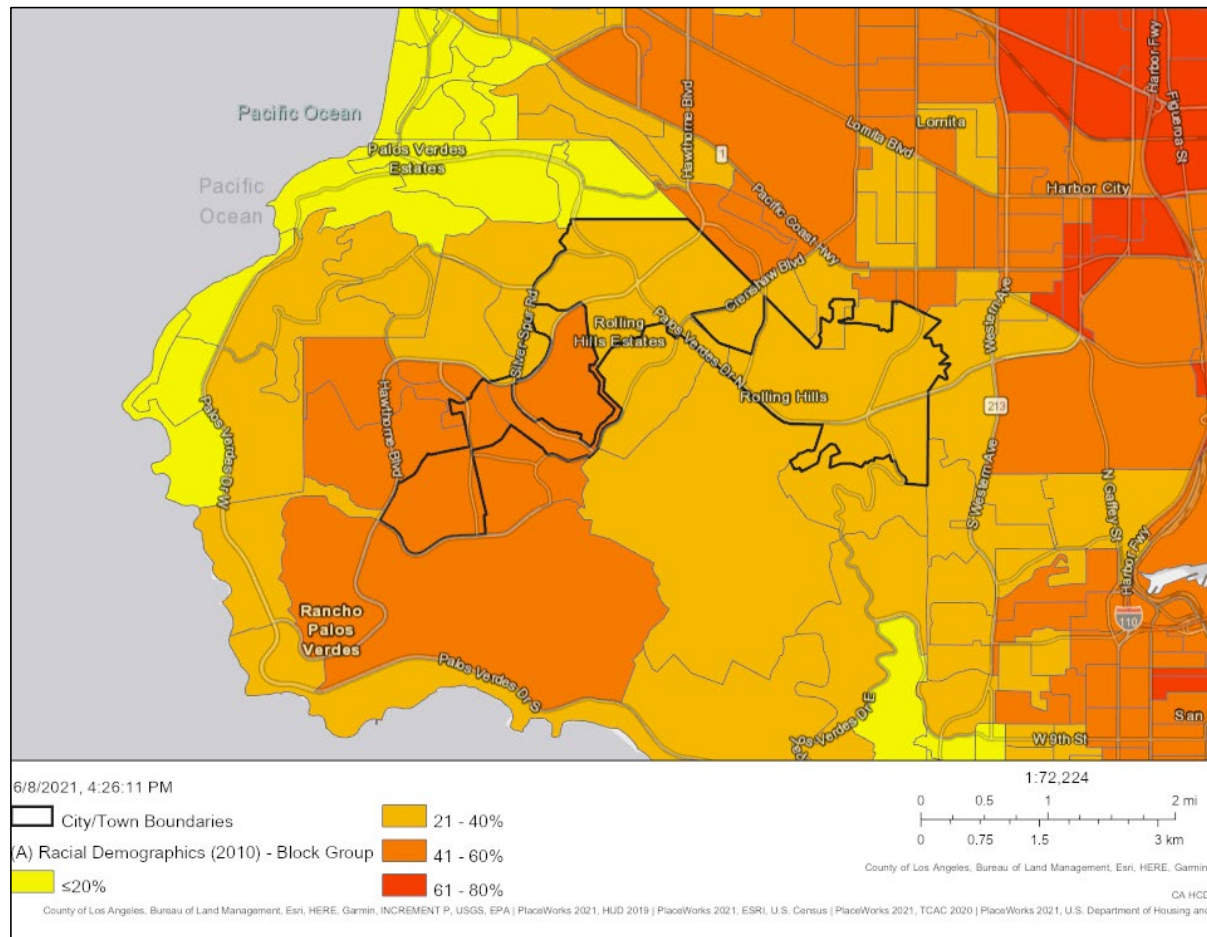 Pacific Ocean
Pacific
Ocean
Palos Verdes
Estates
Hawthorne Blvd
1
Lomita Blvd
Lomita
Harbor Fwy
Figueroa St
Harbor City
Pacific Coast Hwy
Crenshaw Blvd
Silver Spur Rd
Rolling
Hills Estates
Palos Verdes Dr N
Rolling Hills
Western Ave
213
Palos Verdes Dr W
Hawthorne Blvd
S Western Ave
N Gaffey St
Harbor Fwy
110
Rancho
Palos
Verdes
Palos Verdes Dr S
Palos Verdes Dr E
W 9th St
San
6/8/2021, 4:26:11 PM
City/Town Boundaries
(A) Racial Demographics (2010) - Block Group
≤20%
21 - 40%
41 - 60%
61 - 80%
1:72,224
0 0.5 1 2 mi
0 0.75 1.5 3 km
County of Los Angeles, Bureau of Land Management, Esri, HERE, Garmin
CA HCD
County of Los Angeles, Bureau of Land Management, Esri, HERE, Garmin, INCREMENT P, USGS, EPA | PlaceWorks 2021, HUD 2019 | PlaceWorks 2021, ESRI, U.S. Census | PlaceWorks 2021, TCAC 2020 | PlaceWorks 2021, U.S. Department of Housing and